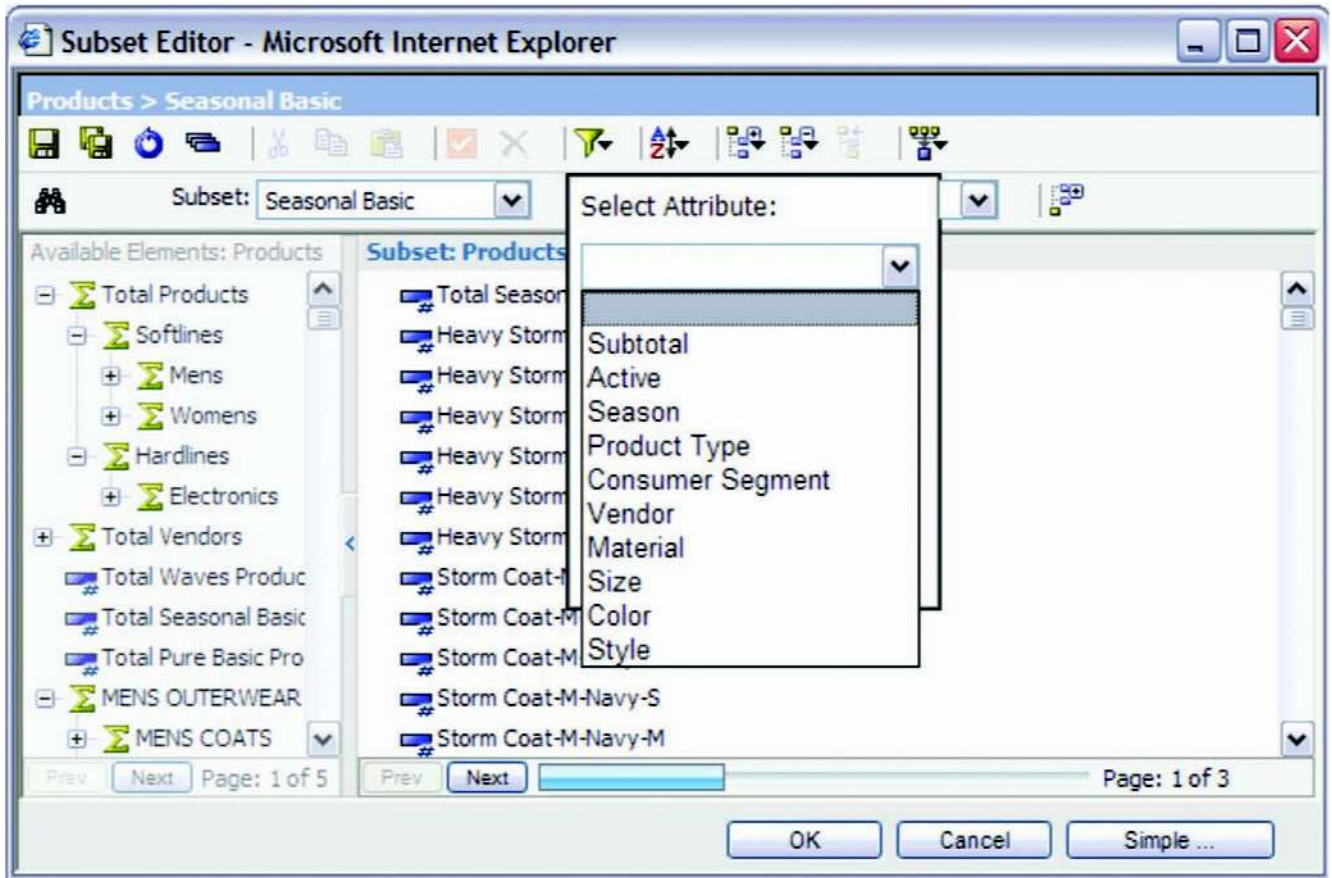 Subset Editor - Microsoft Internet Explorer
Products > Seasonal Basic
Subset: Seasonal Basic
Select Attribute:
Subtotal
Active
Season
Product Type
Consumer Segment
Vendor
Material
Size
Color
Style
Available Elements: Products
Total Products
Softlines
Mens
Womens
Hardlines
Electronics
Total Vendors
Total Waves Produc
Total Seasonal Basic
Total Pure Basic Pro
MENS OUTERWEAR
MENS COATS
Prev Next Page: 1 of 5
Subset: Products
Total Season
Heavy Storm
Heavy Storm
Heavy Storm
Heavy Storm
Heavy Storm
Heavy Storm
Storm Coat-
Storm Coat-M
Storm Coat-M
Storm Coat-M-Navy-S
Storm Coat-M-Navy-M
Prev Next Page: 1 of 3
OK Cancel Simple ...